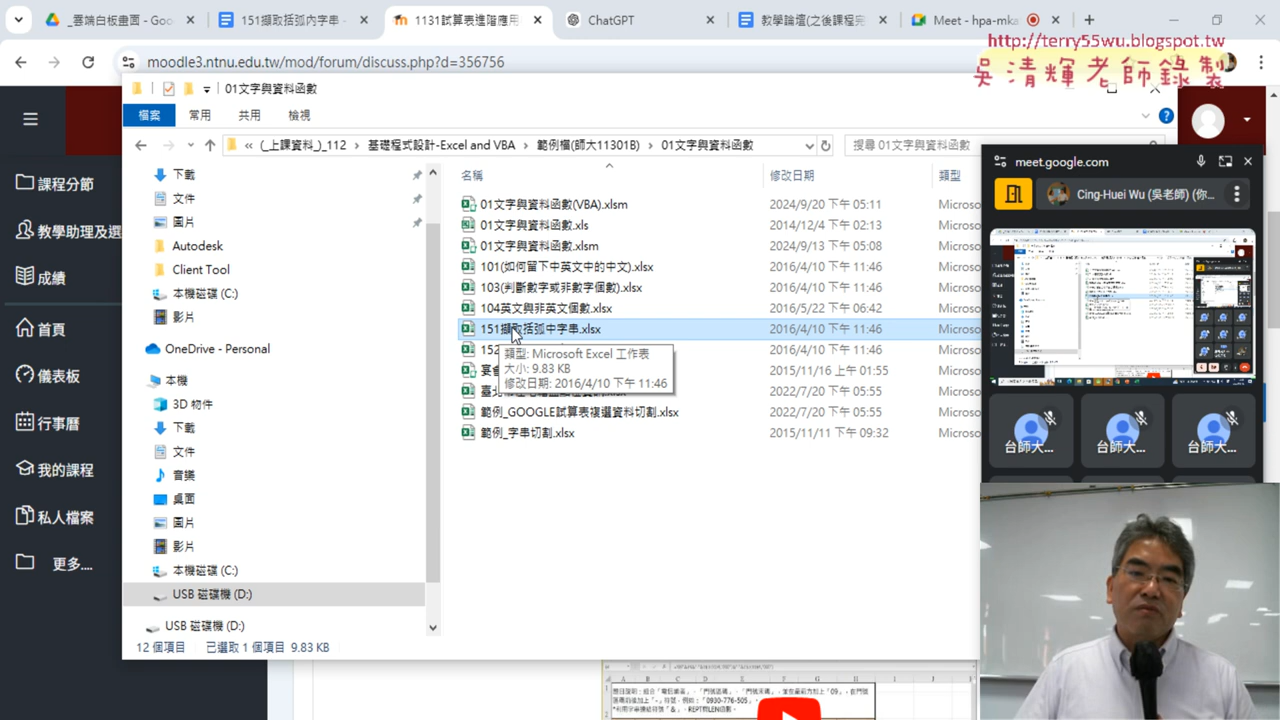 _雲端白板畫面 - Goo
151擷取括弧內字串 -
1131試算表進階應用
ChatGPT
教學論壇(之後課程完
Meet - hpa-mka
moodle3.ntnu.edu.tw/mod/forum/discuss.php?d=356756
http://terry55wu.blogspot.tw
吳清輝老師錄製
01文字與資料函數
檔案
常用
共用
檢視
« (_上課資料_)_112 > 基礎程式設計-Excel and VBA > 範例檔(師大11301B) > 01文字與資料函數
搜尋 01文字與資料函數
課程分節
教學助理及選
成績
首頁
儀表板
行事曆
我的課程
私人檔案
更多....
下載
文件
圖片
Autodesk
Client Tool
本機磁碟 (C:)
影片
OneDrive - Personal
本機
3D 物件
下載
文件
音樂
桌面
圖片
影片
本機磁碟 (C:)
USB 磁碟機 (D:)
USB 磁碟機 (D:)
名稱
修改日期
類型
01文字與資料函數(VBA).xlsm 2024/9/20 下午 05:11 Microso
01文字與資料函數.xls 2014/12/4 下午 02:13 Microso
01文字與資料函數.xlsm 下午 05:08 Microso
101(如何留下中英文中的中文).xlsx 2016/4/10 下午 11:46 Microso
103(判斷數字或非數字個數).xlsx 2016/4/10 下午 11:46 Microso
104英文與非英文個數.xlsx 下午 06:42 Microso
151擷取括弧中字串.xlsx 2016/4/10 下午 11:46 Microso
152 2016/4/10 下午 11:46 Microso
2015/11/16 上午 01:55 Microso
2022/7/20 下午 05:55 Microso
範例_GOOGLE試算表複選資料切割.xlsx 2022/7/20 下午 05:55 Microso
範例_字串切割.xlsx 2015/11/11 下午 09:32 Microso
類型: Microsoft Excel 工作表
大小: 9.83 KB
修改日期: 2016/4/10 下午 11:46
12 個項目
已選取 1 個項目 9.83 KB
meet.google.com
Cing-Huei Wu (吳老師) (你...
台師大...
台師大...
台師大...